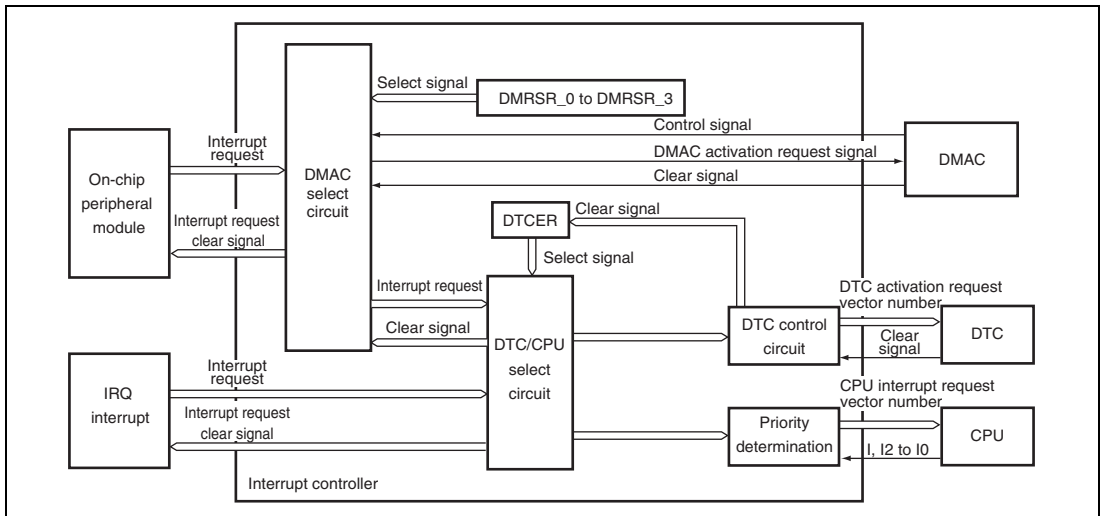 Select signal
DMRSR_0 to DMRSR_3
Control signal
DMAC activation request signal
Clear signal
DMAC
Interrupt
request
On-chip
peripheral
module
Interrupt request
clear signal
DMAC
select
circuit
DTCER
Clear signal
Select signal
Interrupt request
Clear signal
DTC/CPU
select
circuit
DTC control
circuit
DTC activation request
vector number
DTC
Clear
signal
IRQ
interrupt
Interrupt
request
Interrupt request
clear signal
Priority
determination
CPU interrupt request
vector number
CPU
I, I2 to I0
Interrupt controller